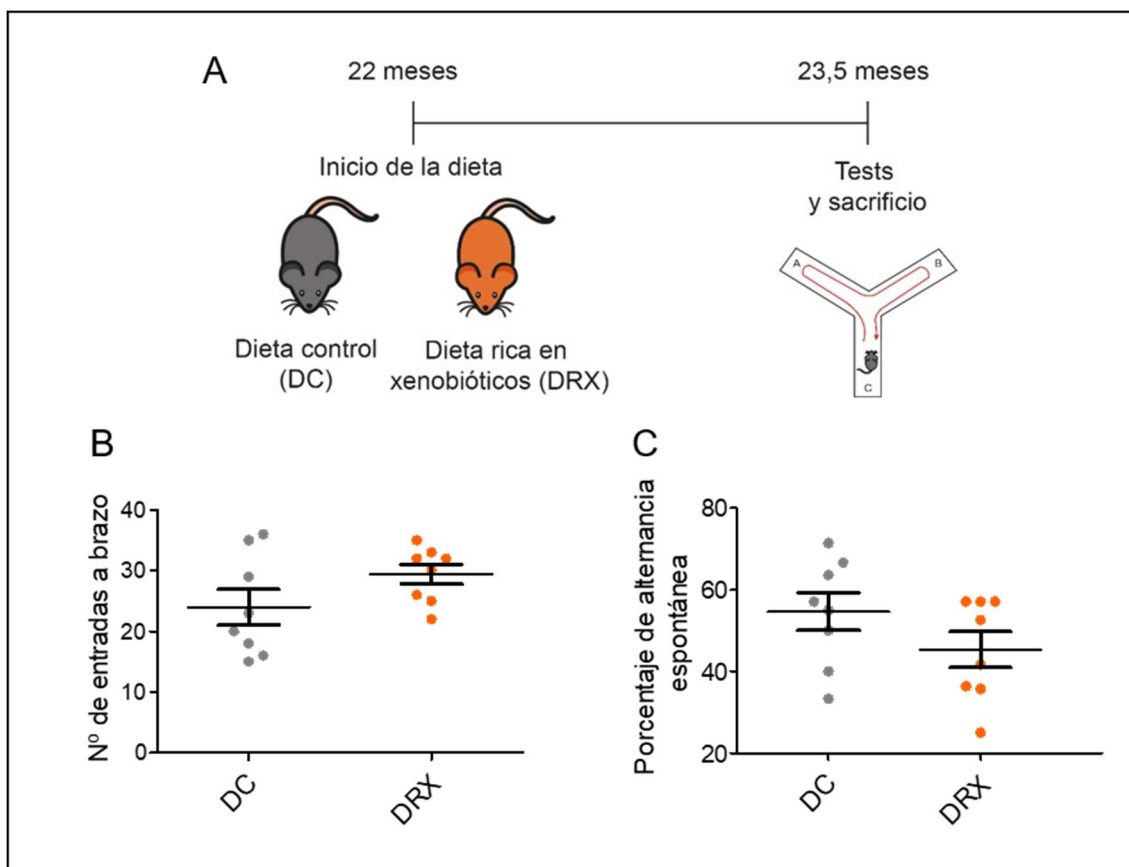 A
22 meses
23,5 meses
Inicio de la dieta
Tests
y sacrificio
Dieta control
(DC)
Dieta rica en
xenobióticos (DRX)
A
B
C
B
Nº de entradas a brazo
40
30
20
10
0
DC
DRX
C
Porcentaje de alternancia
espontánea
80
60
40
20
DC
DRX